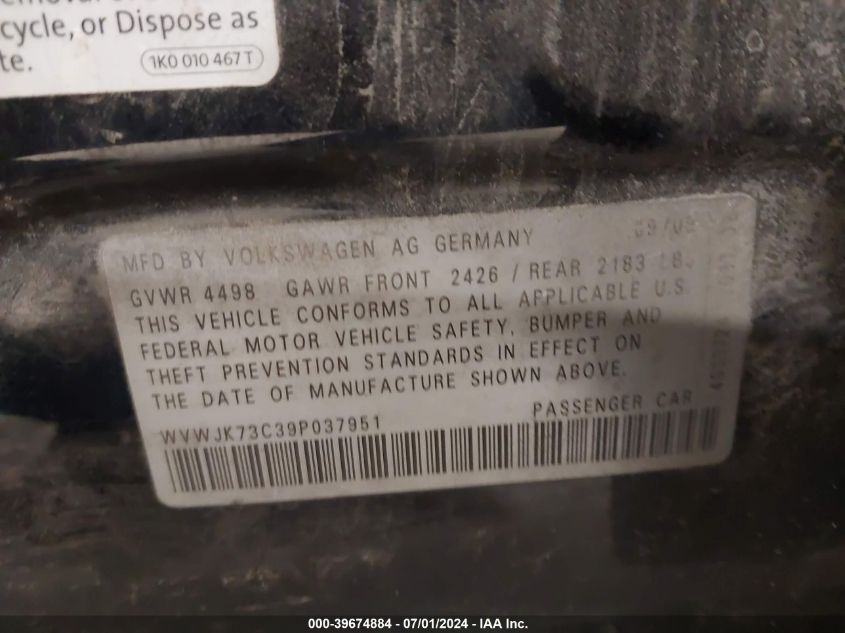 cycle, or Dispose as
te.
1K0 010 467 T
MFD BY VOLKSWAGEN AG GERMANY
GVWR 4498 GAWR FRONT 2426 / REAR 2183 LBS
THIS VEHICLE CONFORMS TO ALL APPLICABLE U.S.
FEDERAL MOTOR VEHICLE SAFETY, BUMPER AND
THEFT PREVENTION STANDARDS IN EFFECT ON
THE DATE OF MANUFACTURE SHOWN ABOVE.
WVWJK73C39P037951 PASSENGER CAR
000-39674884 / 07/01/2024 - IAA Inc.